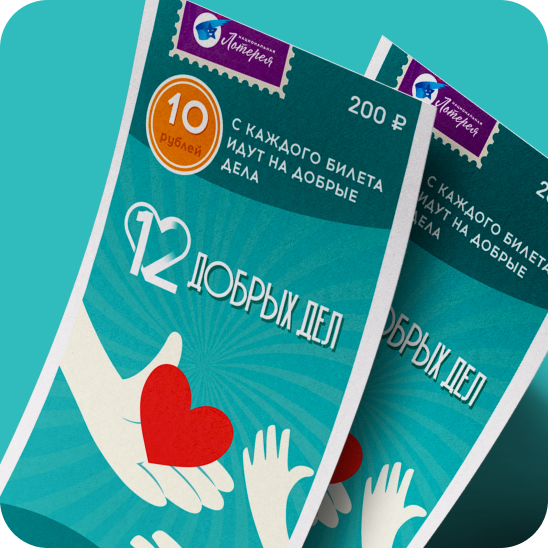 НАЦИОНАЛЬНАЯ
Лотерея
200 ₽
10
рублей
С КАЖДОГО БИЛЕТА
ИДУТ НА ДОБРЫЕ
ДЕЛА
12 ДОБРЫХ ДЕЛ
НАЦИОНАЛЬНАЯ
Лотерея
20
С КАЖДОГО БИЛЕТА
ИДУТ НА ДОБРЫЕ
ДЕЛА
ДОБРЫХ ДЕЛ